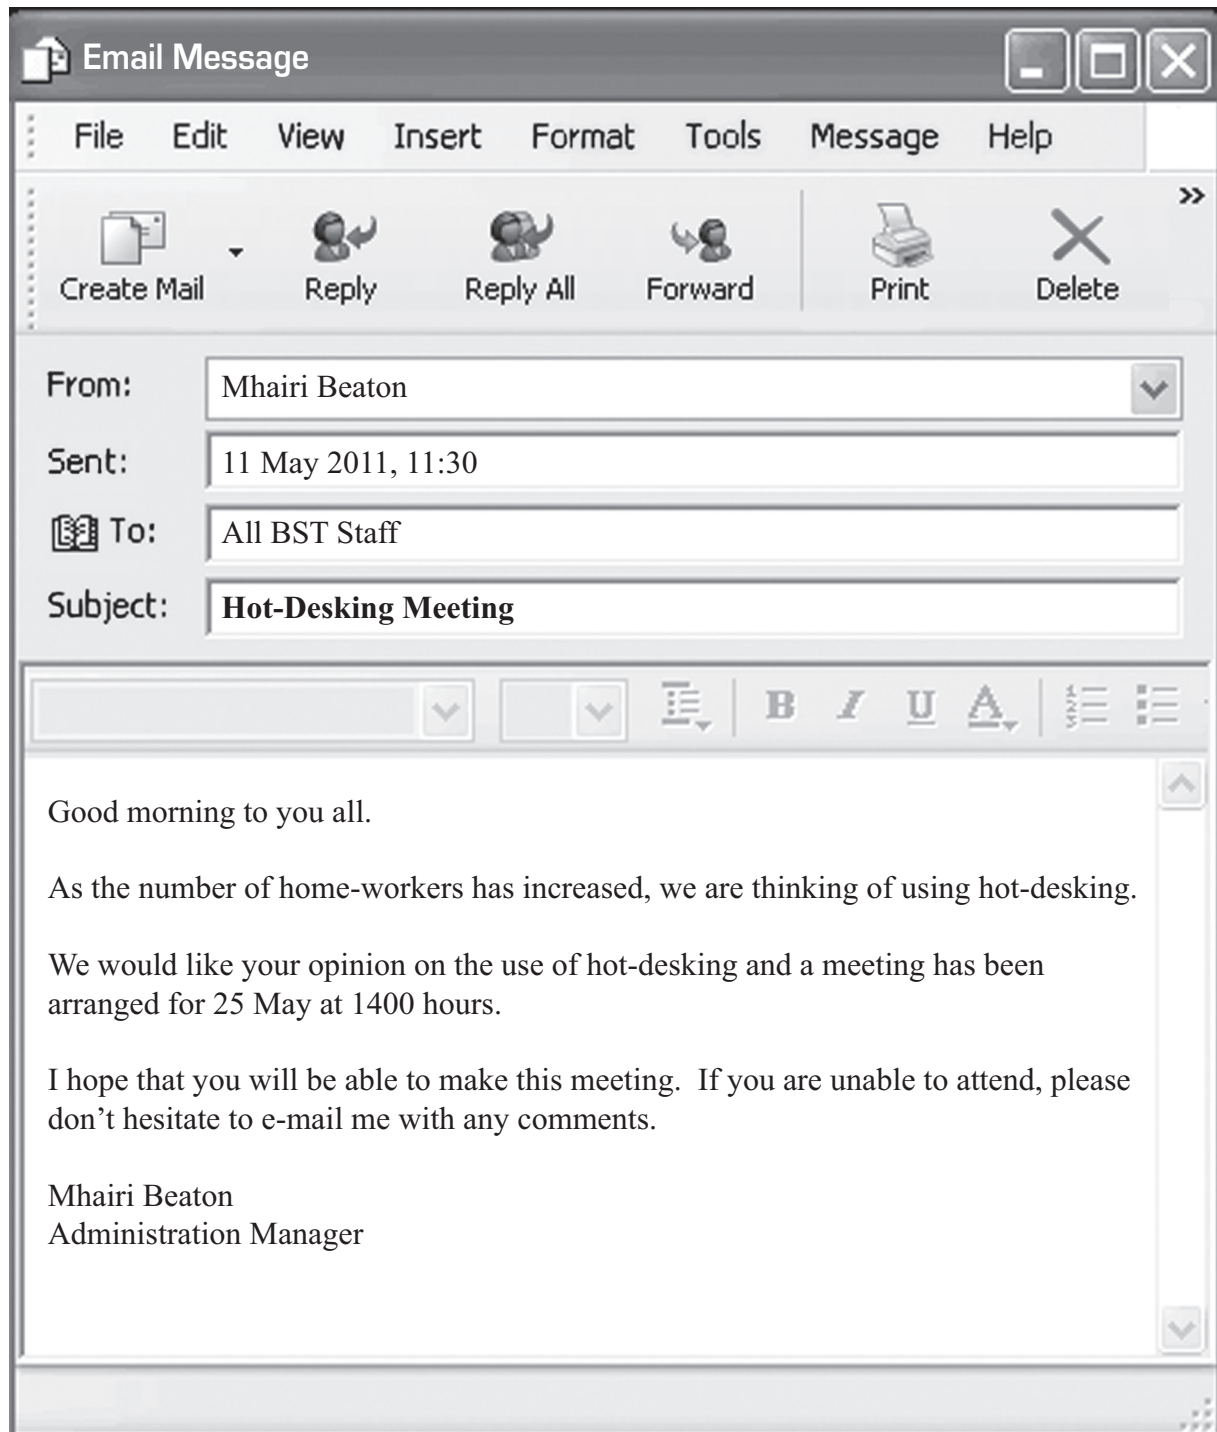 Email Message
File Edit View Insert Format Tools Message Help
Create Mail Reply Reply All Forward Print Delete
From: Mhairi Beaton
Sent: 11 May 2011, 11:30
To: All BST Staff
Subject: Hot-Desking Meeting
B I U A
Good morning to you all.
As the number of home-workers has increased, we are thinking of using hot-desking.
We would like your opinion on the use of hot-desking and a meeting has been
arranged for 25 May at 1400 hours.
I hope that you will be able to make this meeting.  If you are unable to attend, please
don’t hesitate to e-mail me with any comments.
Mhairi Beaton
Administration Manager